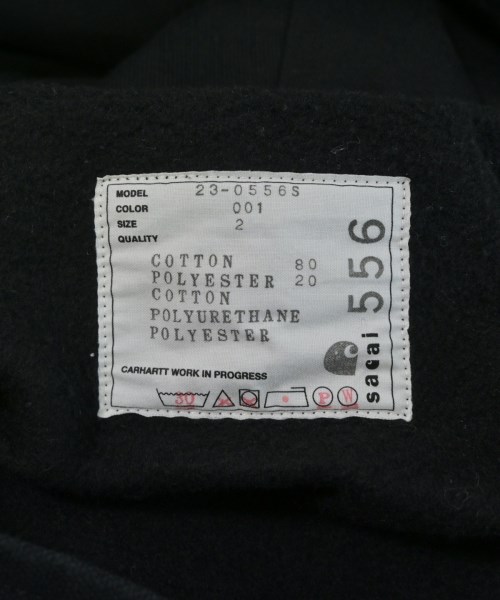 MODEL 23-0556S
COLOR 001
SIZE 2
QUALITY
COTTON 80
POLYESTER 20
COTTON
POLYURETHANE
POLYESTER
CARHARTT WORK IN PROGRESS
30 P W
sacai 556